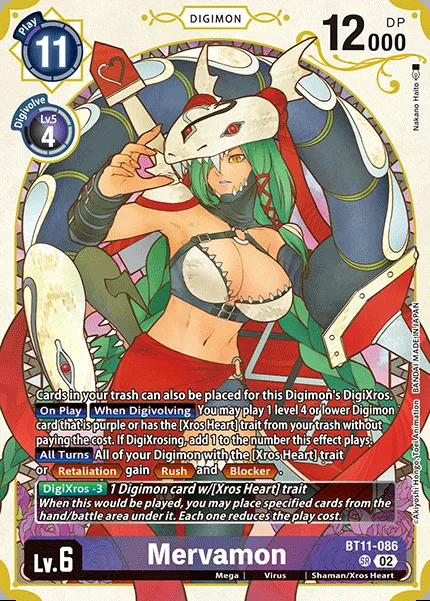 Play
11
DIGIMON
12000
DP
Digivolve
Lv.5
4
Nakano Haito
Cards in your trash can also be placed for this Digimon's DigiXros.
On Play When Digivolving You may play 1 level 4 or lower Digimon
card that is purple or has the [Xros Heart] trait from your trash without
paying the cost. If DigiXrosing, add 1 to the number this effect plays.
All Turns All of your Digimon with the [Xros Heart] trait
or Retaliation gain Rush and Blocker.
DigiXros -3 1 Digimon card w/[Xros Heart] trait
When this would be played, you may place specified cards from the
hand/battle area under it. Each one reduces the play cost.
©Akiyoshi Hongo, Toei Animation BANDAI MADE IN JAPAN
Lv.6
Mervamon
BT11-086
SR 02
Mega Virus Shaman/Xros Heart